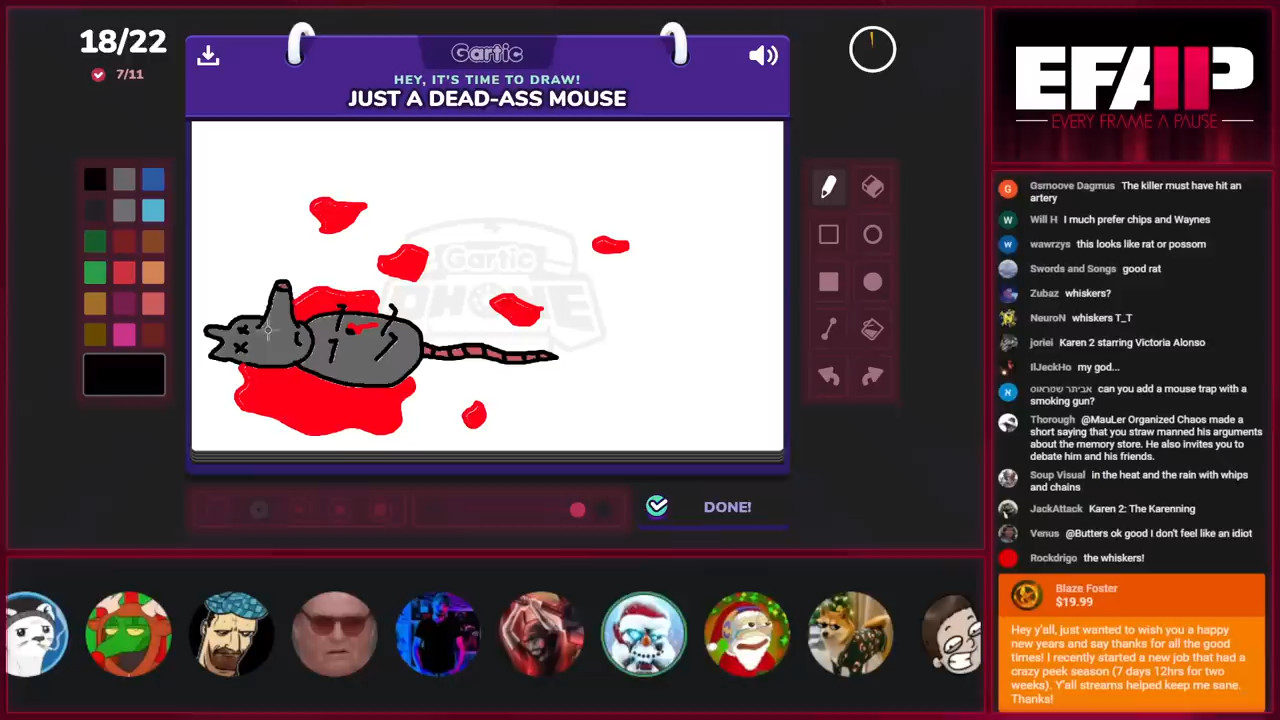 18/22
7/11
Gartic
HEY, IT'S TIME TO DRAW!
JUST A DEAD-ASS MOUSE
Gartic
PHONE
DONE!
EFAP
EVERY FRAME A PAUSE
Gsmoove Dagmus The killer must have hit an
artery
Will H I much prefer chips and Waynes
wawrzys this looks like rat or possom
Swords and Songs good rat
Zubaz whiskers?
NeuroN whiskers T_T
joriei Karen 2 starring Victoria Alonso
IlJeckHo my god...
אביתר שטראוס can you add a mouse trap with a
smoking gun?
Thorough @MauLer Organized Chaos made a
short saying that you straw manned his arguments
about the memory store. He also invites you to
debate him and his friends.
Soup Visual in the heat and the rain with whips
and chains
JackAttack Karen 2: The Karenning
Venus @Butters ok good I don't feel like an idiot
Rockdrigo the whiskers!
Blaze Foster
$19.99
Hey y'all, just wanted to wish you a happy
new years and say thanks for all the good
times! I recently started a new job that had a
crazy peek season (7 days 12hrs for two
weeks). Y'all streams helped keep me sane.
Thanks!